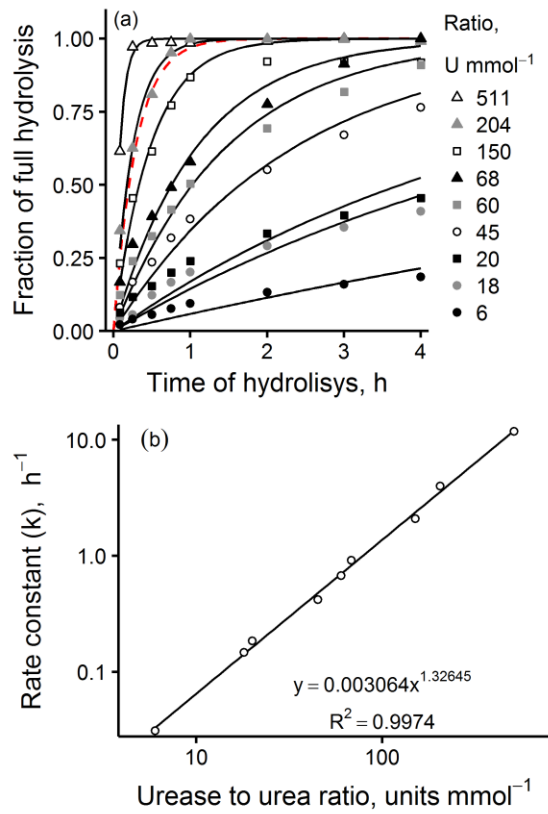 (a)
Ratio,
U mmol⁻¹
511
204
150
68
60
45
20
18
6
1.00
0.75
0.50
0.25
0.00
Fraction of full hydrolysis
0 1 2 3 4
Time of hydrolisys, h
(b)
10.0
1.0
0.1
Rate constant (k), h⁻¹
y = 0.003064x¹·³²⁶⁴⁵
R² = 0.9974
10 100
Urease to urea ratio, units mmol⁻¹